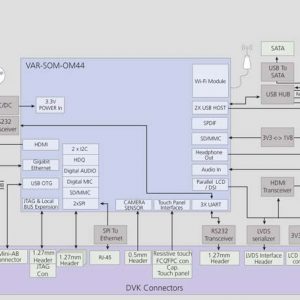 VAR-SOM-OM44
SATA
Wi-Fi Module
USB To
SATA
3.3V
POWER In
USB HUB
2X USB HOST
DC/DC
SPDIF
RS232
SD/MMC
3V3 <-> 1V8
HDMI
2 x I2C
Headphone
Out
HDQ
Gigabit
Ethernet
Audio In
Digital AUDIO
Digital MIC
Parallel LCD
/ DSI
HDMI
Transmitter
USB OTG
SD/MMC
JTAG & Local
BUS Expansion
2xSPI
CAMERA
SENSOR
Touch Panel
Interfaces
3X UART
SPI To
Ethernet
RS232
Transceiver
LVDS
serializer
3V3
Mini-AB
Connector
1.27mm
Header
JTAG
Con
1.27mm
Header
RJ-45
0.5mm
Header
Resistive touch
FCC/FPC con
Cap.
Touch panel
1.27mm
Header
LVDS Interface
Header
LCD
Header
DVK Connectors